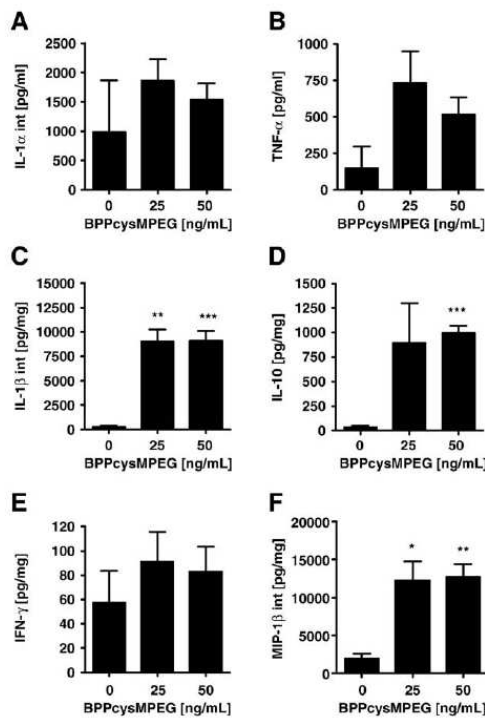 A
IL-1α int [pg/ml]
2500
2000
1500
1000
500
0
0 25 50
BPPcysMPEG [ng/mL]
B
TNF-α [pg/ml]
1000
750
500
250
0
0 25 50
BPPcysMPEG [ng/mL]
C
IL-1β int [pg/mg]
15000
12500
10000
7500
5000
2500
0
** ***
0 25 50
BPPcysMPEG [ng/mL]
D
IL-10 [pg/mg]
1500
1250
1000
750
500
250
0
***
0 25 50
BPPcysMPEG [ng/mL]
E
IFN-γ [pg/mg]
120
100
80
60
40
20
0
0 25 50
BPPcysMPEG [ng/mL]
F
MIP-1β int [pg/mg]
20000
15000
10000
5000
0
* **
0 25 50
BPPcysMPEG [ng/mL]